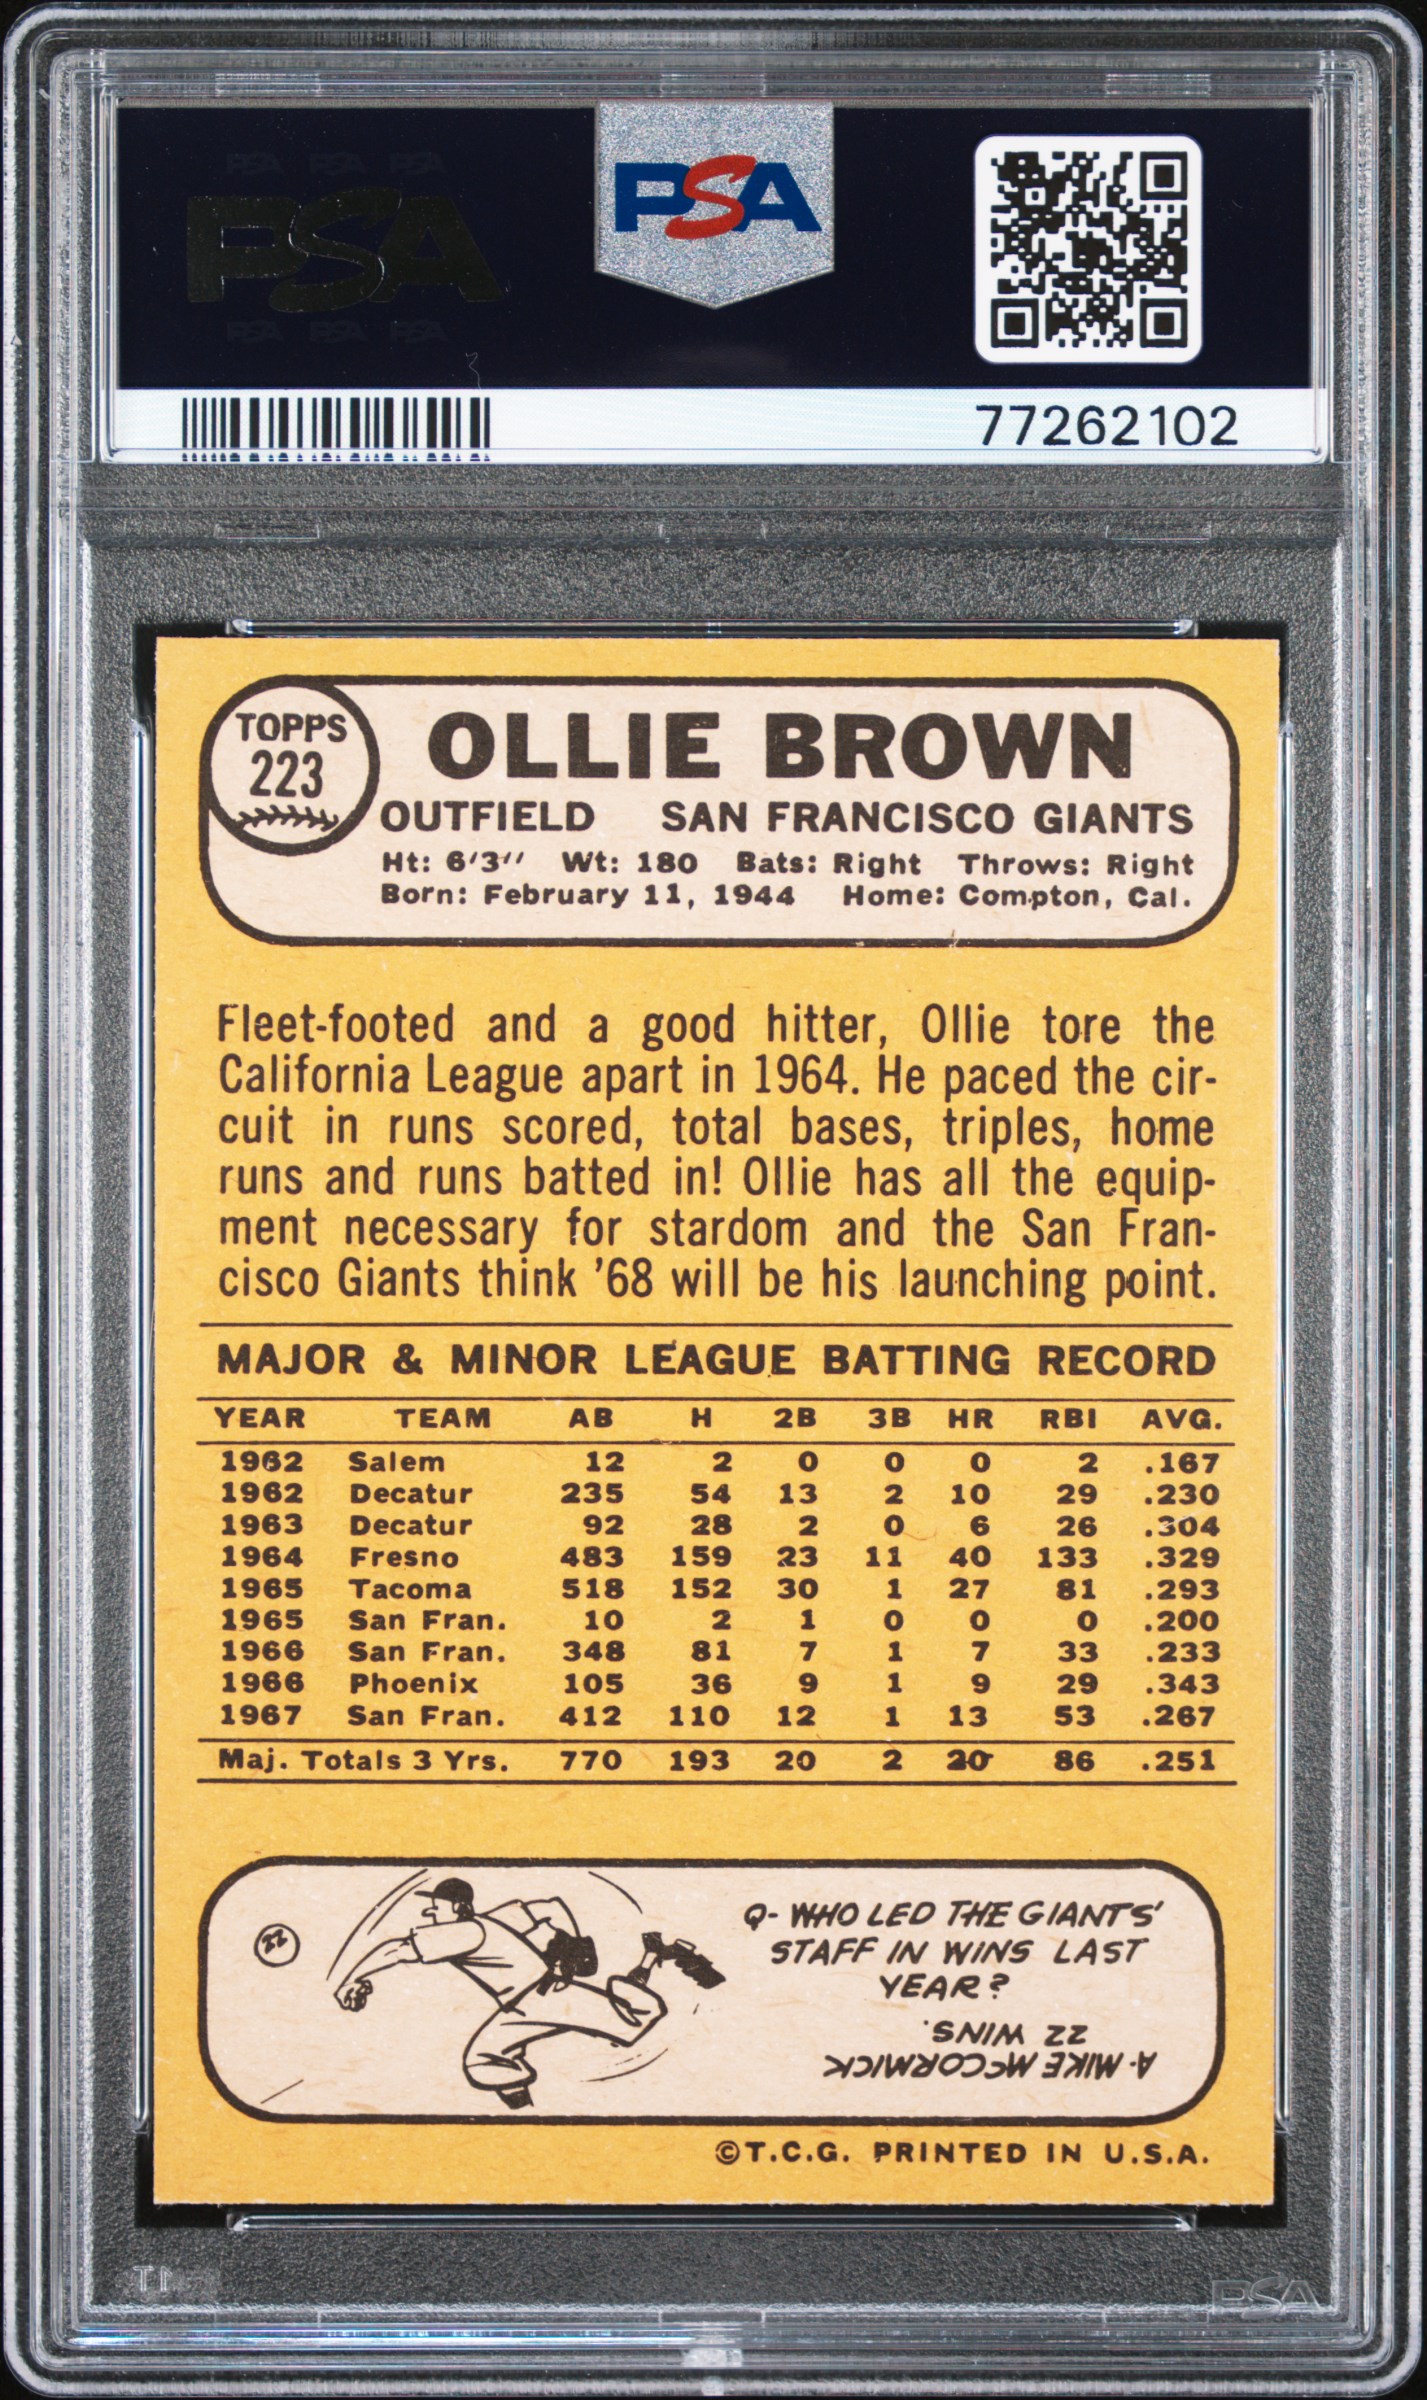 PSA PSA PSA
PSA
PSA PSA PSA
PSA
77262102
TOPPS
223
OLLIE BROWN
OUTFIELD SAN FRANCISCO GIANTS
Ht: 6'3'' Wt: 180 Bats: Right Throws: Right
Born: February 11, 1944 Home: Compton, Cal.
Fleet-footed and a good hitter, Ollie tore the
California League apart in 1964. He paced the cir-
cuit in runs scored, total bases, triples, home
runs and runs batted in! Ollie has all the equip-
ment necessary for stardom and the San Fran-
cisco Giants think '68 will be his launching point.
MAJOR & MINOR LEAGUE BATTING RECORD
YEAR TEAM AB H 2B 3B HR RBI AVG.
1962 Salem 12 2 0 0 0 2 .167
1962 Decatur 235 54 13 2 10 29 .230
1963 Decatur 92 28 2 0 6 26 .304
1964 Fresno 483 159 23 11 40 133 .329
1965 Tacoma 518 152 30 1 27 81 .293
1965 San Fran. 10 2 1 0 0 0 .200
1966 San Fran. 348 81 7 1 7 33 .233
1966 Phoenix 105 36 9 1 9 29 .343
1967 San Fran. 412 110 12 1 13 53 .267
Maj. Totals 3 Yrs. 770 193 20 2 20 86 .251
22
Q- WHO LED THE GIANTS'
STAFF IN WINS LAST
YEAR?
A- MIKE McCORMICK
22 WINS.
©T.C.G. PRINTED IN U.S.A.
PSA